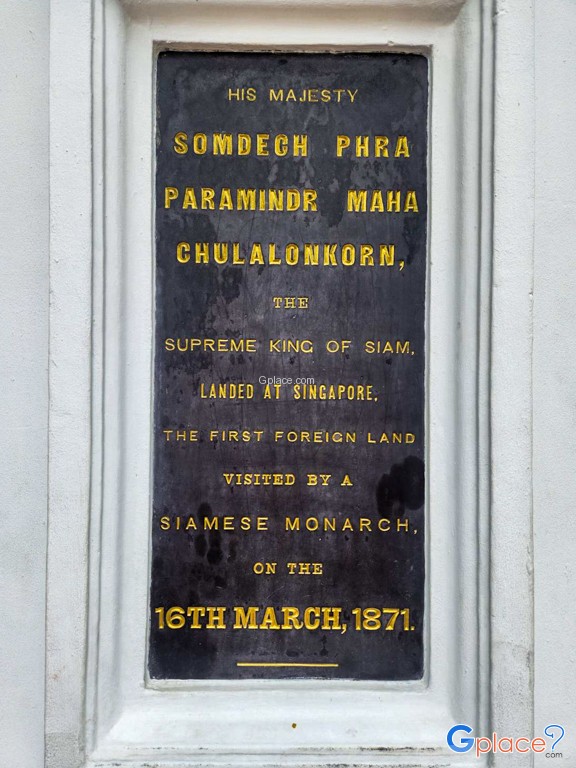 HIS MAJESTY
SOMDECH PHRA
PARAMINDR MAHA
CHULALONKORN,
THE
SUPREME KING OF SIAM,
LANDED AT SINGAPORE,
THE FIRST FOREIGN LAND
VISITED BY A
SIAMESE MONARCH,
ON THE
16TH MARCH, 1871.
Gplace.com
Gplace?.com